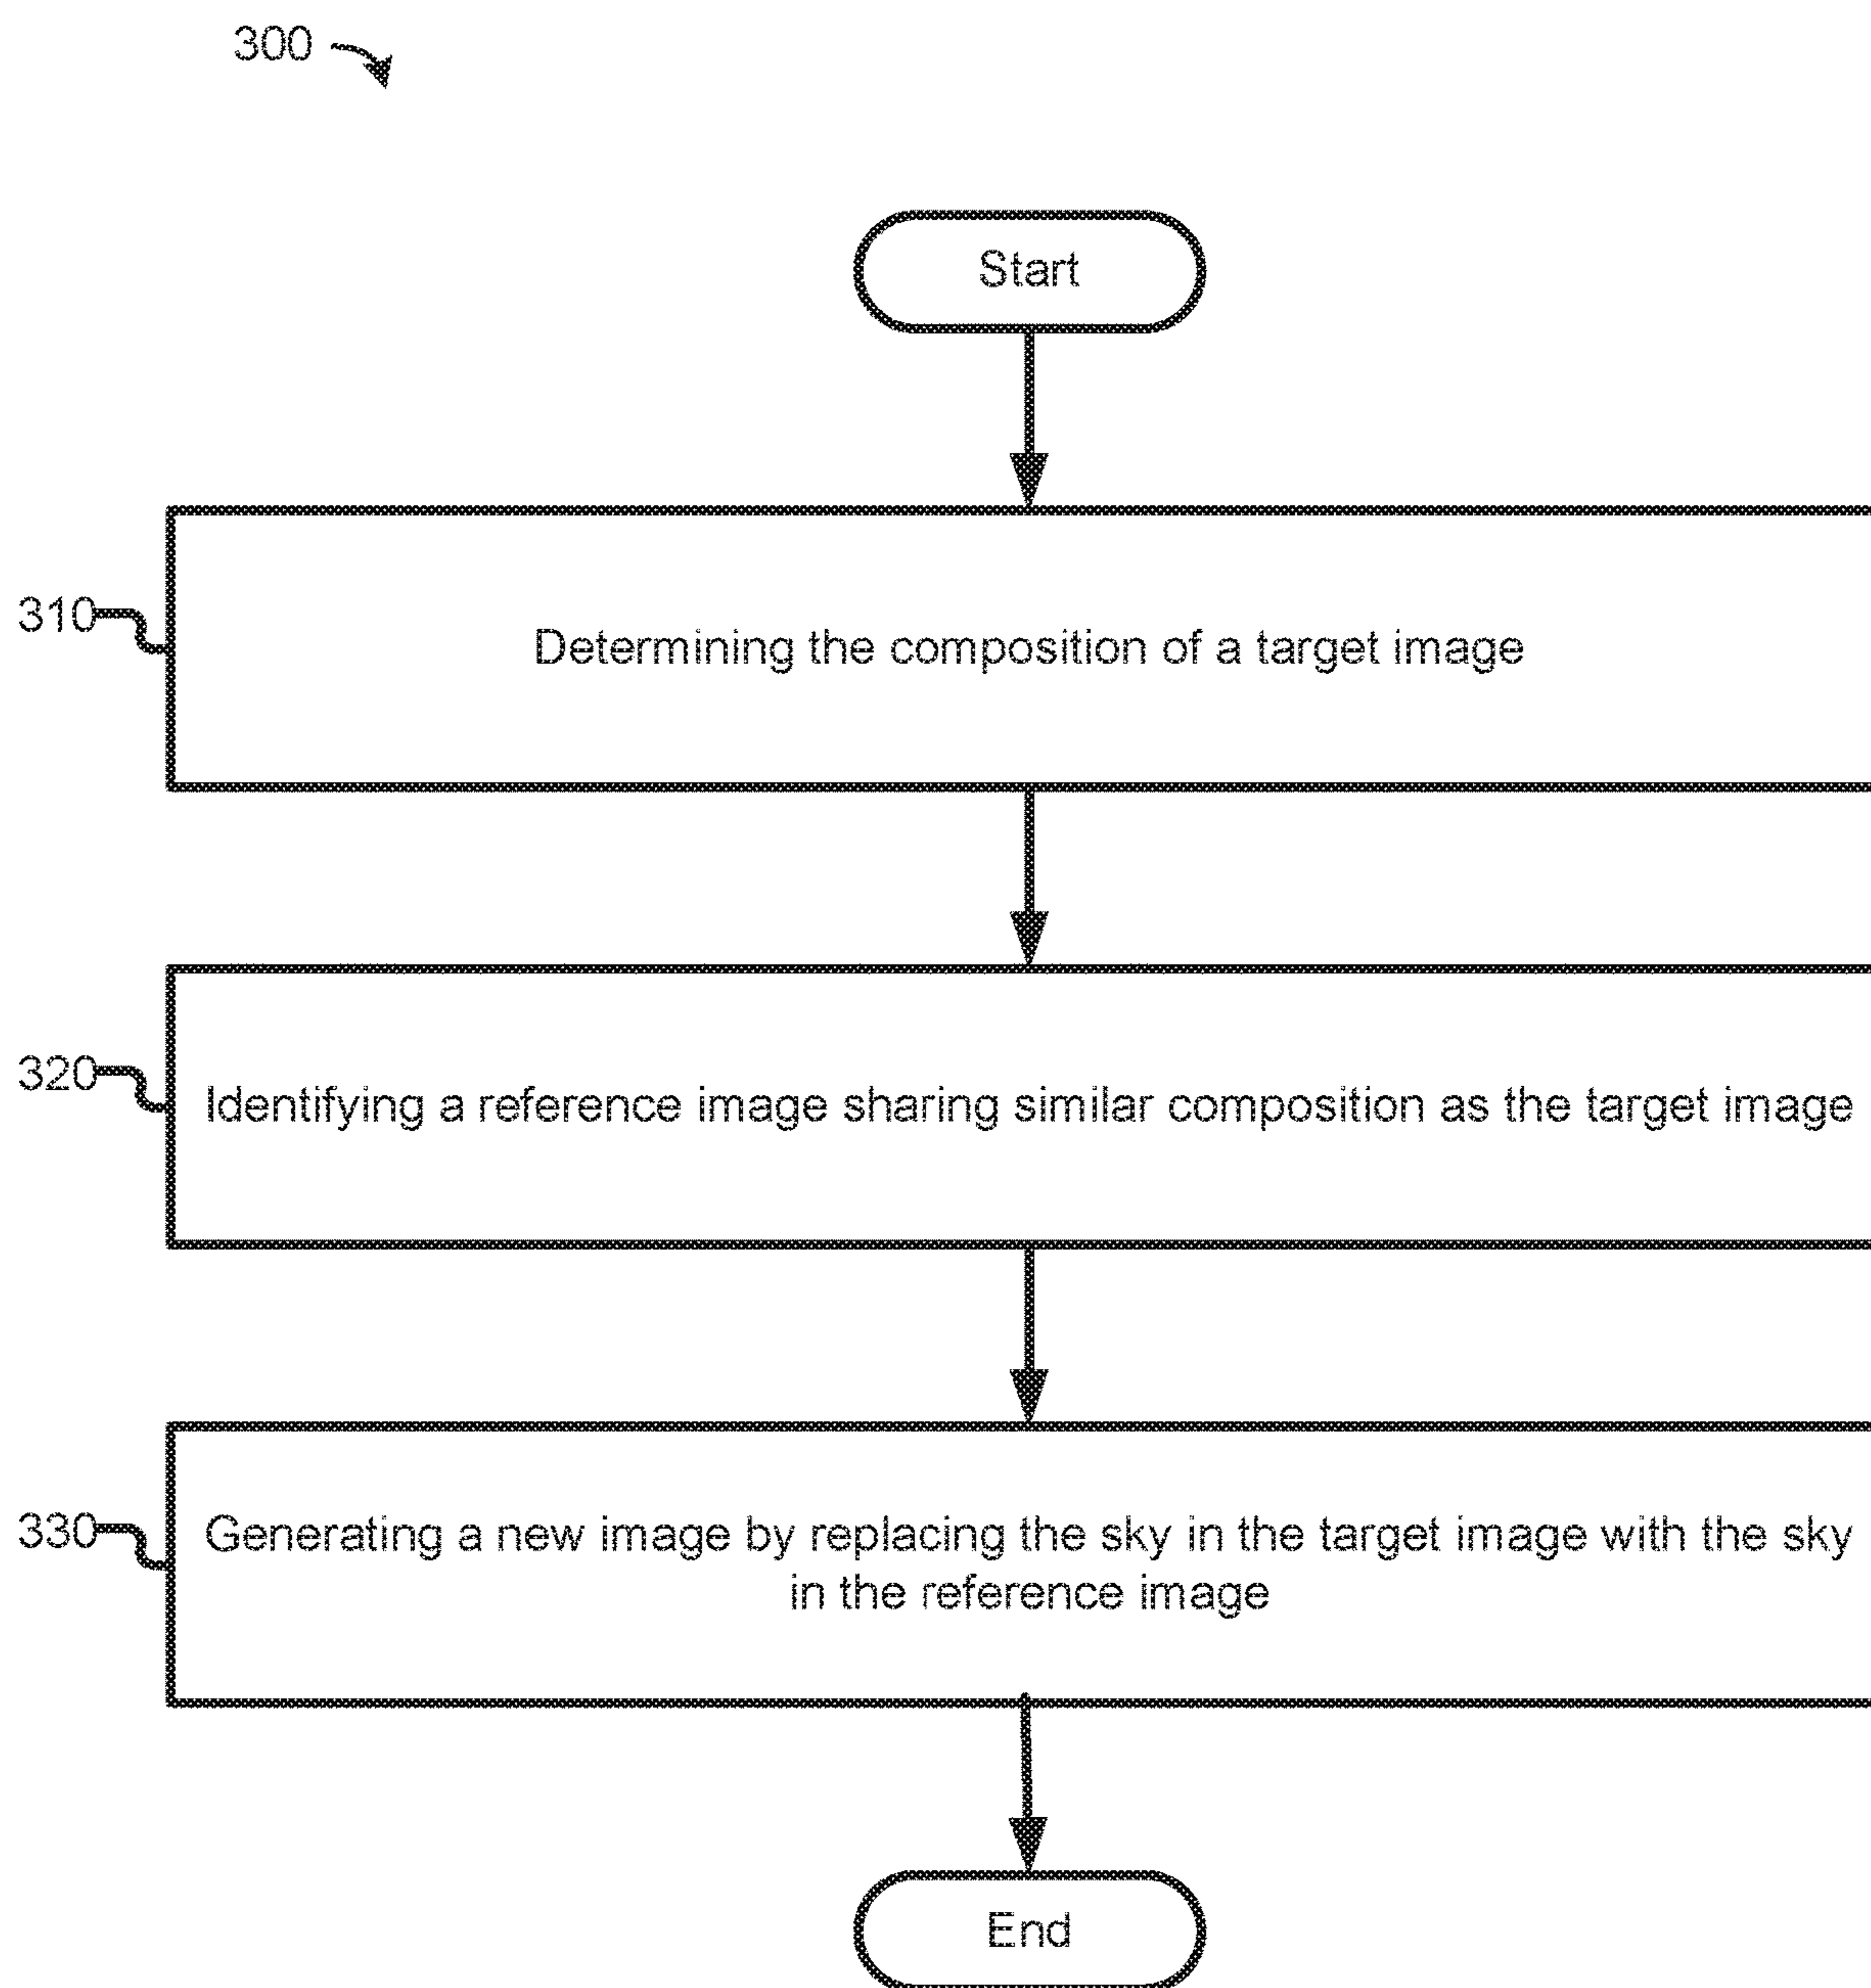 300
Start
310
Determining the composition of a target image
320
Identifying a reference image sharing similar composition as the target image
330
Generating a new image by replacing the sky in the target image with the sky
in the reference image
End